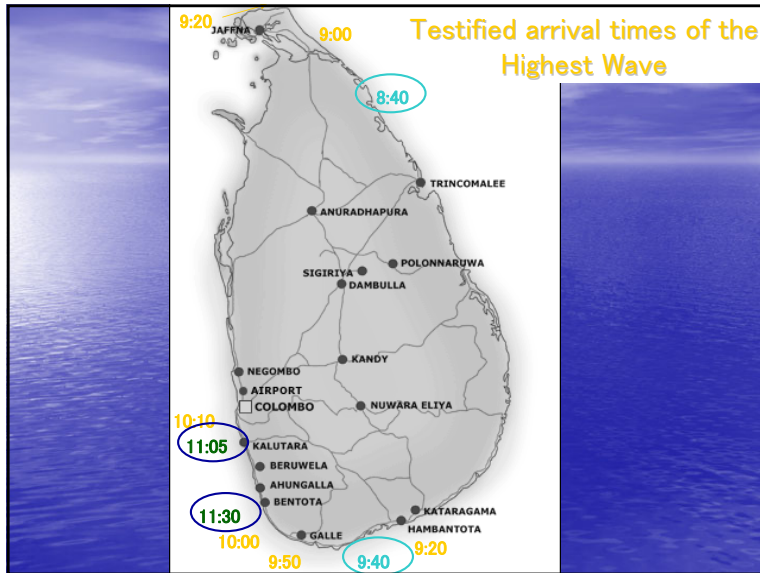 Testified arrival times of the
Highest Wave
9:20
JAFFNA
9:00
8:40
TRINCOMALEE
ANURADHAPURA
POLONNARUWA
SIGIRIYA
DAMBULLA
KANDY
NEGOMBO
AIRPORT
COLOMBO
NUWARA ELIYA
10:10
11:05
KALUTARA
BERUWELA
AHUNGALLA
BENTOTA
11:30
KATARAGAMA
HAMBANTOTA
GALLE
10:00
9:50
9:40
9:20